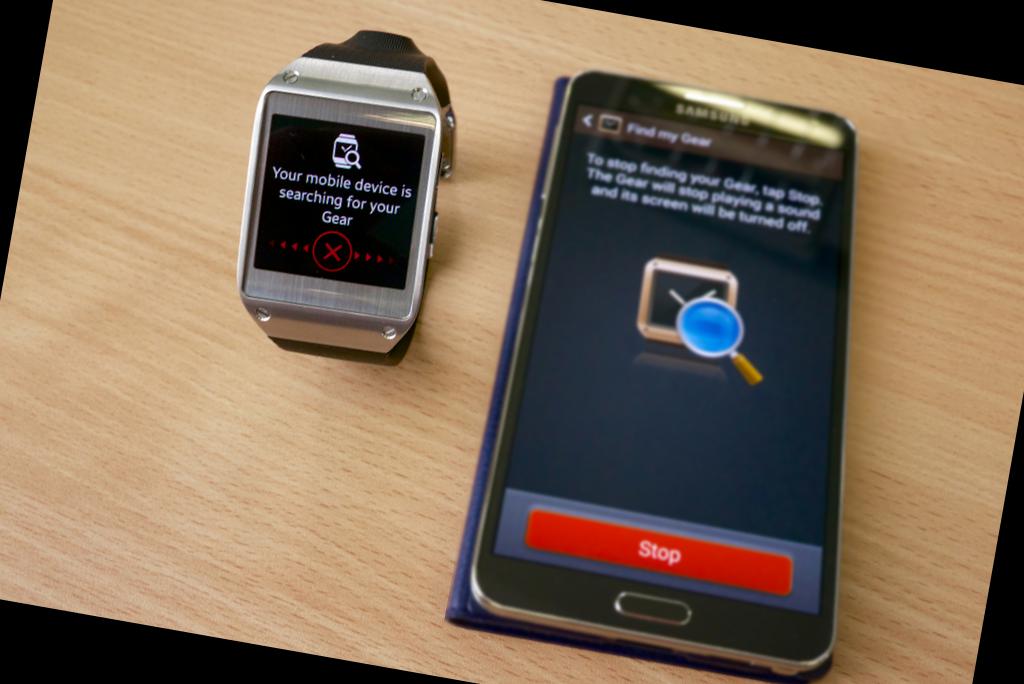 Your mobile device is
searching for your
Gear
SAMSUNG
Find my Gear
To stop finding your Gear, tap Stop.
The Gear will stop playing a sound
and its screen will be turned off.
Stop